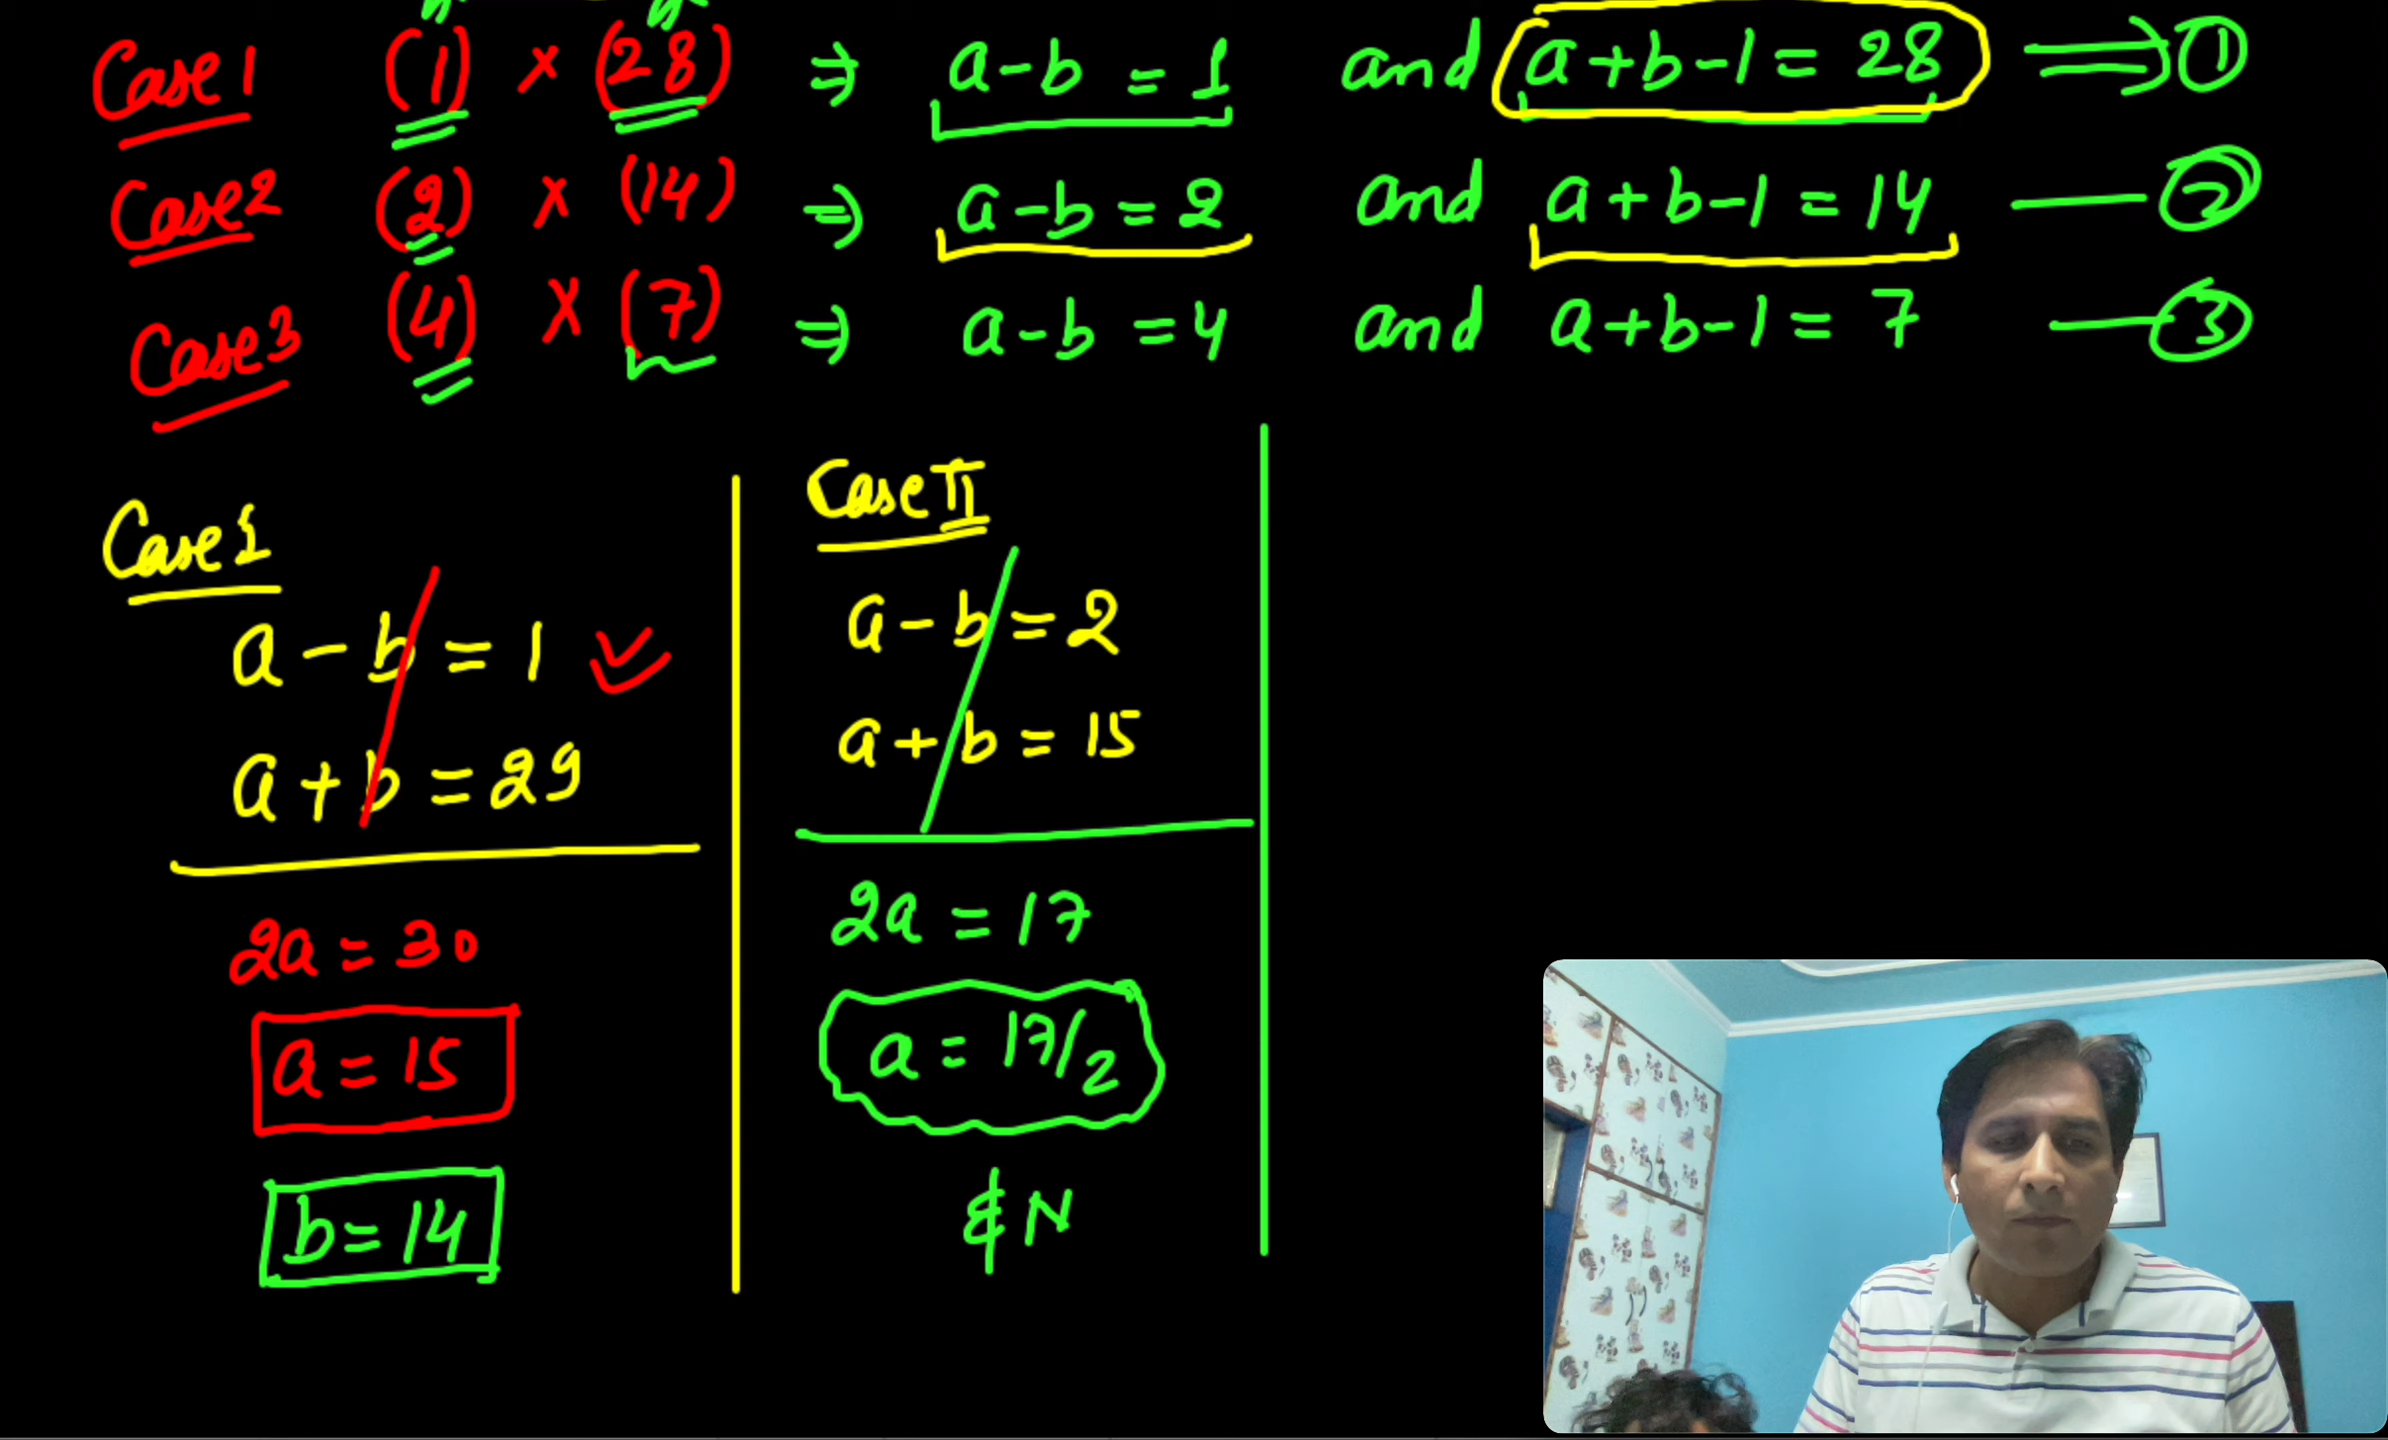 Case 1 (1) × (28) ⇒ a-b = 1 and a+b-1 = 28 ⟹ ①
Case 2 (2) × (14) ⇒ a-b = 2 and a+b-1 = 14 — ②
Case 3 (4) × (7) ⇒ a-b = 4 and a+b-1 = 7 — ③
Case 1
a - b = 1
a + b = 29
2a = 30
a = 15
b = 14
Case II
a - b = 2
a + b = 15
2a = 17
a = 17/2
∉ N